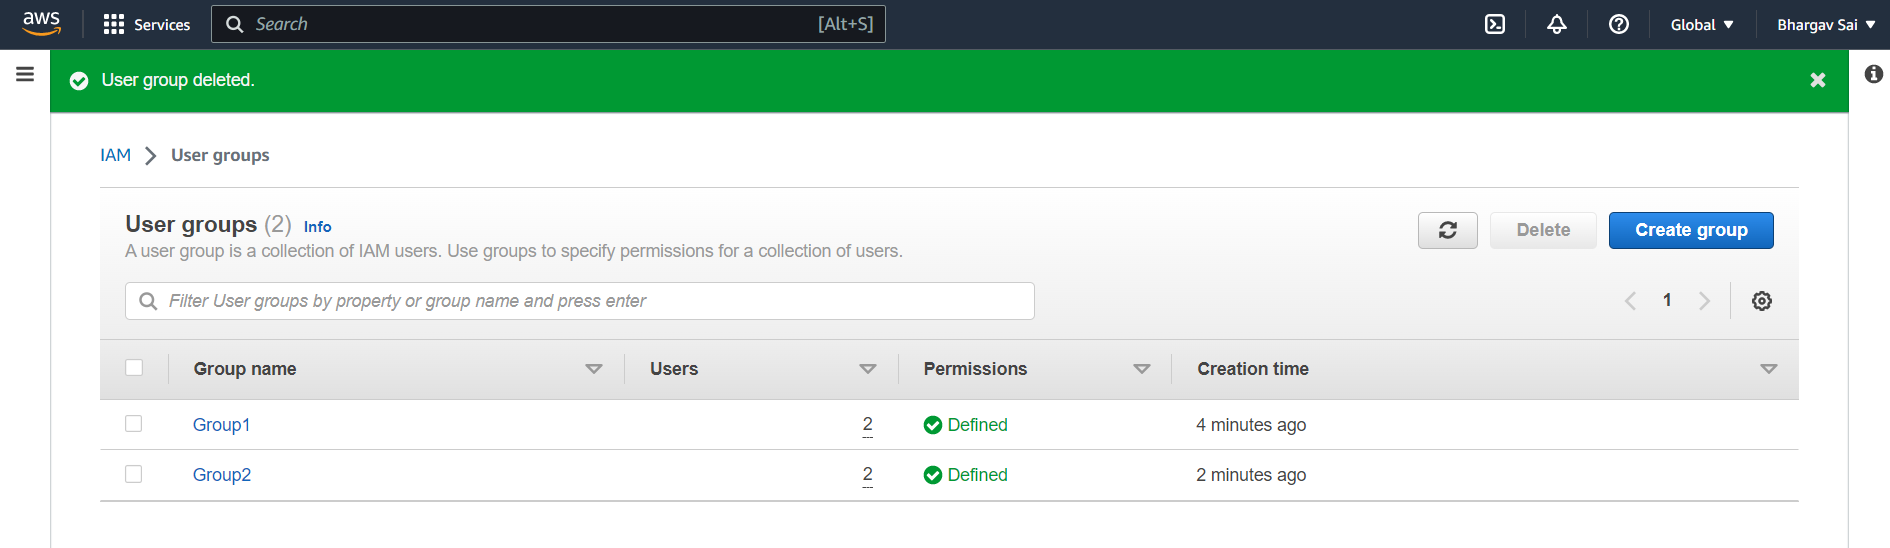 aws Services Search [Alt+S] Global Bhargav Sai
User group deleted.
IAM User groups
User groups (2) Info
Delete Create group
A user group is a collection of IAM users. Use groups to specify permissions for a collection of users.
Filter User groups by property or group name and press enter
1
Group name Users Permissions Creation time
Group1 2 Defined 4 minutes ago
Group2 2 Defined 2 minutes ago